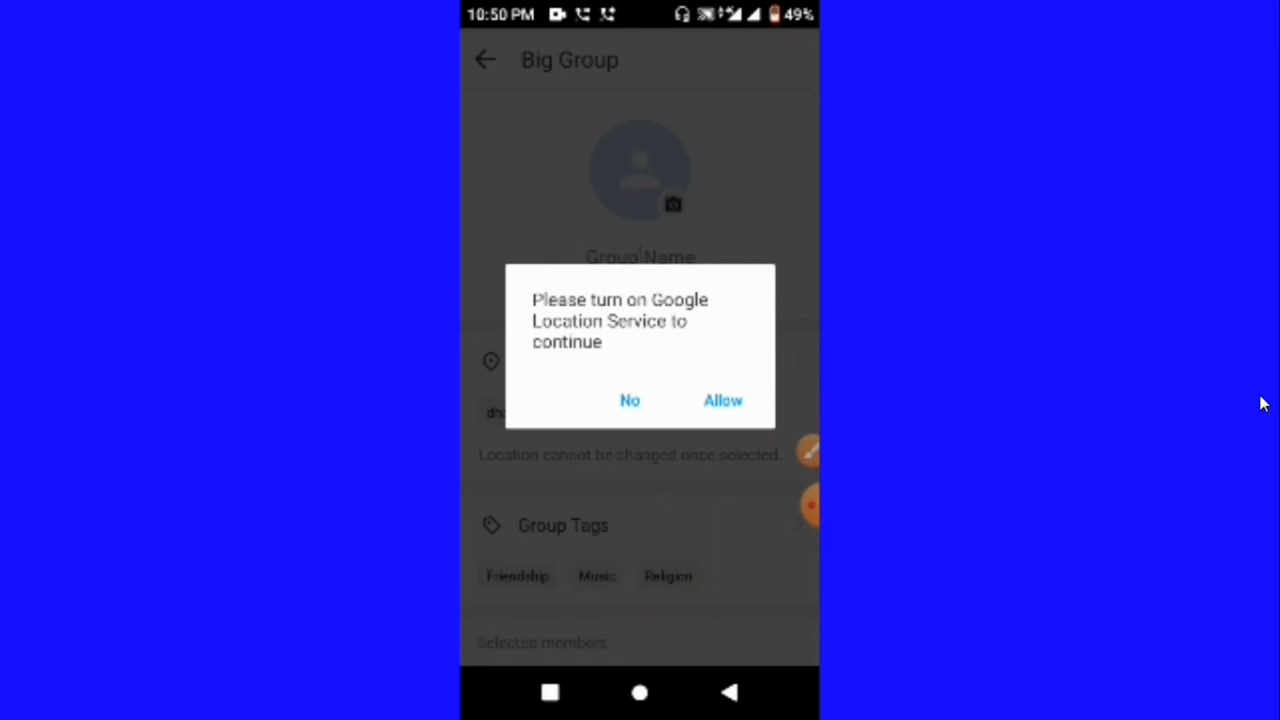 10:50 PM 49%
Big Group
Group Name
Please turn on Google
Location Service to
continue
No Allow
Location cannot be changed once selected.
Group Tags
Friendship Music Religion
Selected members